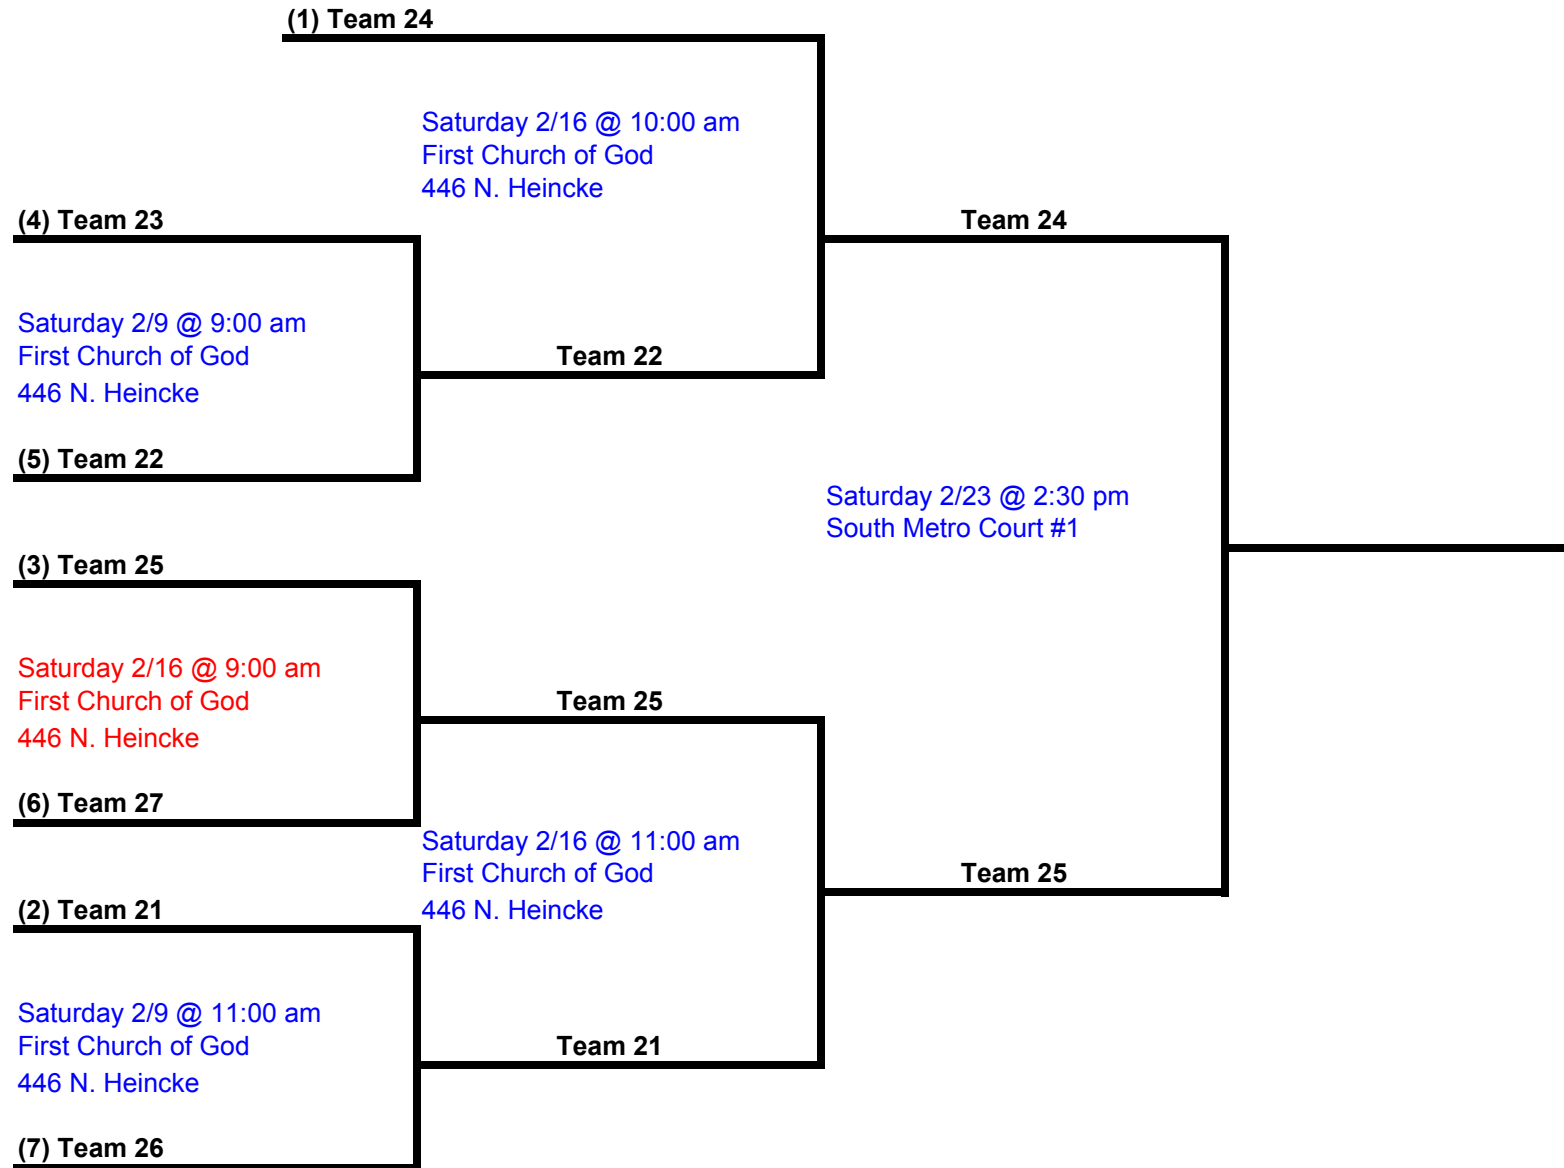 (1) Team 24
Saturday 2/16 @ 10:00 am
First Church of God
446 N. Heincke
(4) Team 23
Team 24
Saturday 2/9 @ 9:00 am
First Church of God
446 N. Heincke
Team 22
(5) Team 22
Saturday 2/23 @ 2:30 pm
South Metro Court #1
(3) Team 25
Saturday 2/16 @ 9:00 am
First Church of God
446 N. Heincke
Team 25
(6) Team 27
Saturday 2/16 @ 11:00 am
First Church of God
446 N. Heincke
Team 25
(2) Team 21
Saturday 2/9 @ 11:00 am
First Church of God
446 N. Heincke
Team 21
(7) Team 26